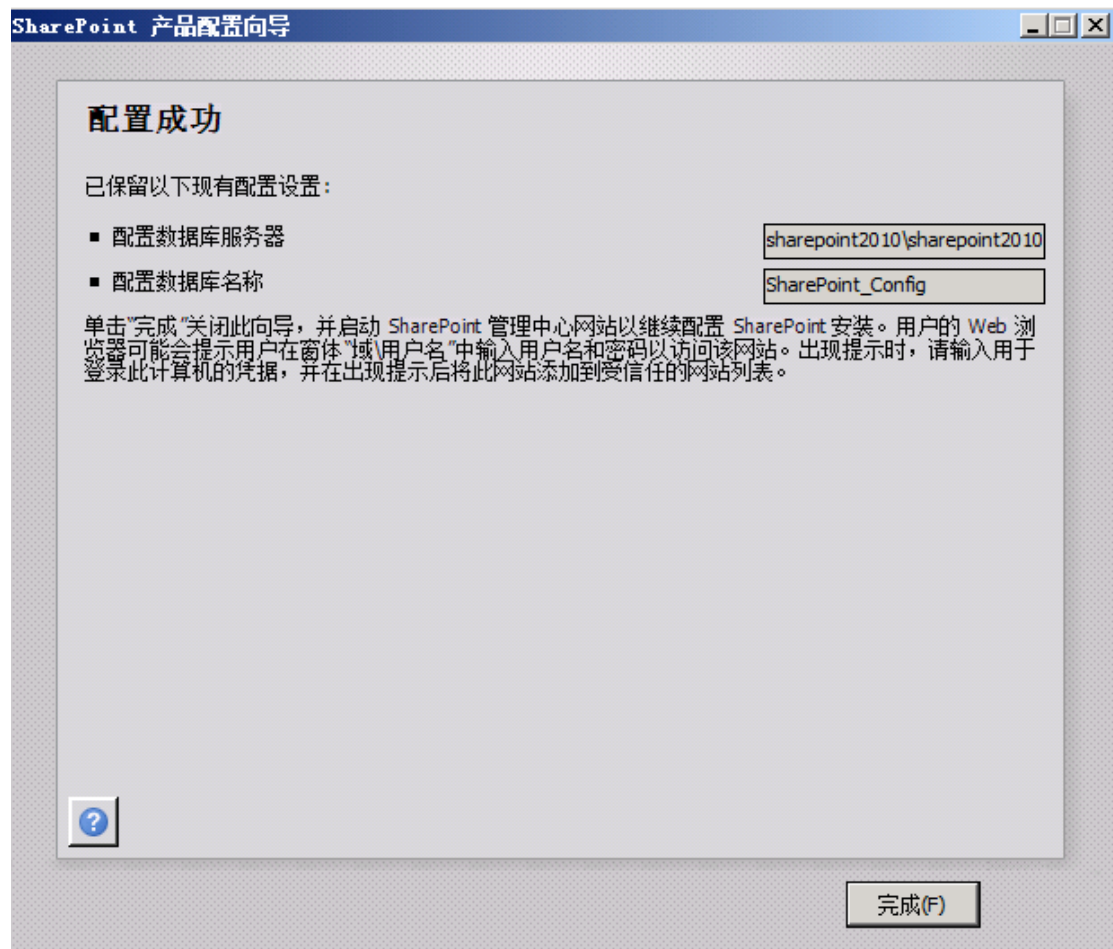 SharePoint 产品配置向导
配置成功
已保留以下现有配置设置:
■ 配置数据库服务器 sharepoint2010\sharepoint2010
■ 配置数据库名称 SharePoint_Config
单击"完成"关闭此向导，并启动 SharePoint 管理中心网站以继续配置 SharePoint 安装。用户的 Web 浏
览器可能会提示用户在窗体"域\用户名"中输入用户名和密码以访问该网站。出现提示时，请输入用于
登录此计算机的凭据，并在出现提示后将此网站添加到受信任的网站列表。
完成(F)